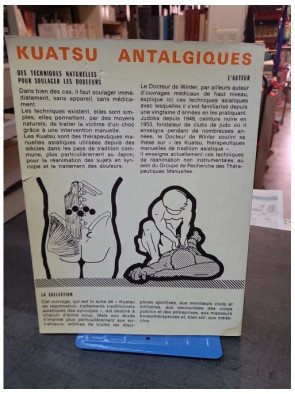 KUATSU ANTALGIQUES
DES TECHNIQUES NATURELLES
POUR SOULAGER LES DOULEURS
Dans bien des cas, il faut soulager immé-
diatement, sans appareil, sans médica-
ment.
Les techniques existent, elles sont sim-
ples, elles permettent, par des moyens
naturels, de traiter la victime d'un choc
grâce à une intervention manuelle.
Les Kuatsu sont des thérapeutiques ma-
nuelles asiatiques utilisées depuis des
siècles dans les pays de tradition com-
mune, plus particulièrement au Japon,
pour la réanimation des sujets en syn-
cope et le traitement des douleurs.
L'AUTEUR
Le Docteur de Winter, par ailleurs auteur
d'ouvrages médicaux de haut niveau,
explique ici ces techniques asiatiques
avec lesquelles il s'est familiarisé depuis
une vingtaine d'années en les pratiquant.
Judoka depuis 1949, ceinture noire en
1953, fondateur de clubs de judo où il
enseigna pendant de nombreuses an-
nées, le Docteur de Winter soutint sa
thèse sur « les Kuatsu, thérapeutiques
manuelles de tradition asiatique ».
Il enseigne actuellement ces techniques
de réanimation non instrumentales au
sein du Groupe de Recherche des Théra-
peutiques Manuelles.
LA COLLECTION
Cet ouvrage, qui est la suite de « Kuatsu
de réanimation, traitements traditionnels
asiatiques des syncopes », est destiné à
chacun d'entre nous. Mais son étude
s'impose plus particulièrement aux en-
traîneurs, arbitres de toutes les disci-
plines sportives, aux moniteurs civils et
militaires, aux secouristes des corps
publics et des entreprises, aux masseurs
kinésithérapeutes et, bien sûr, aux méde-
cins.